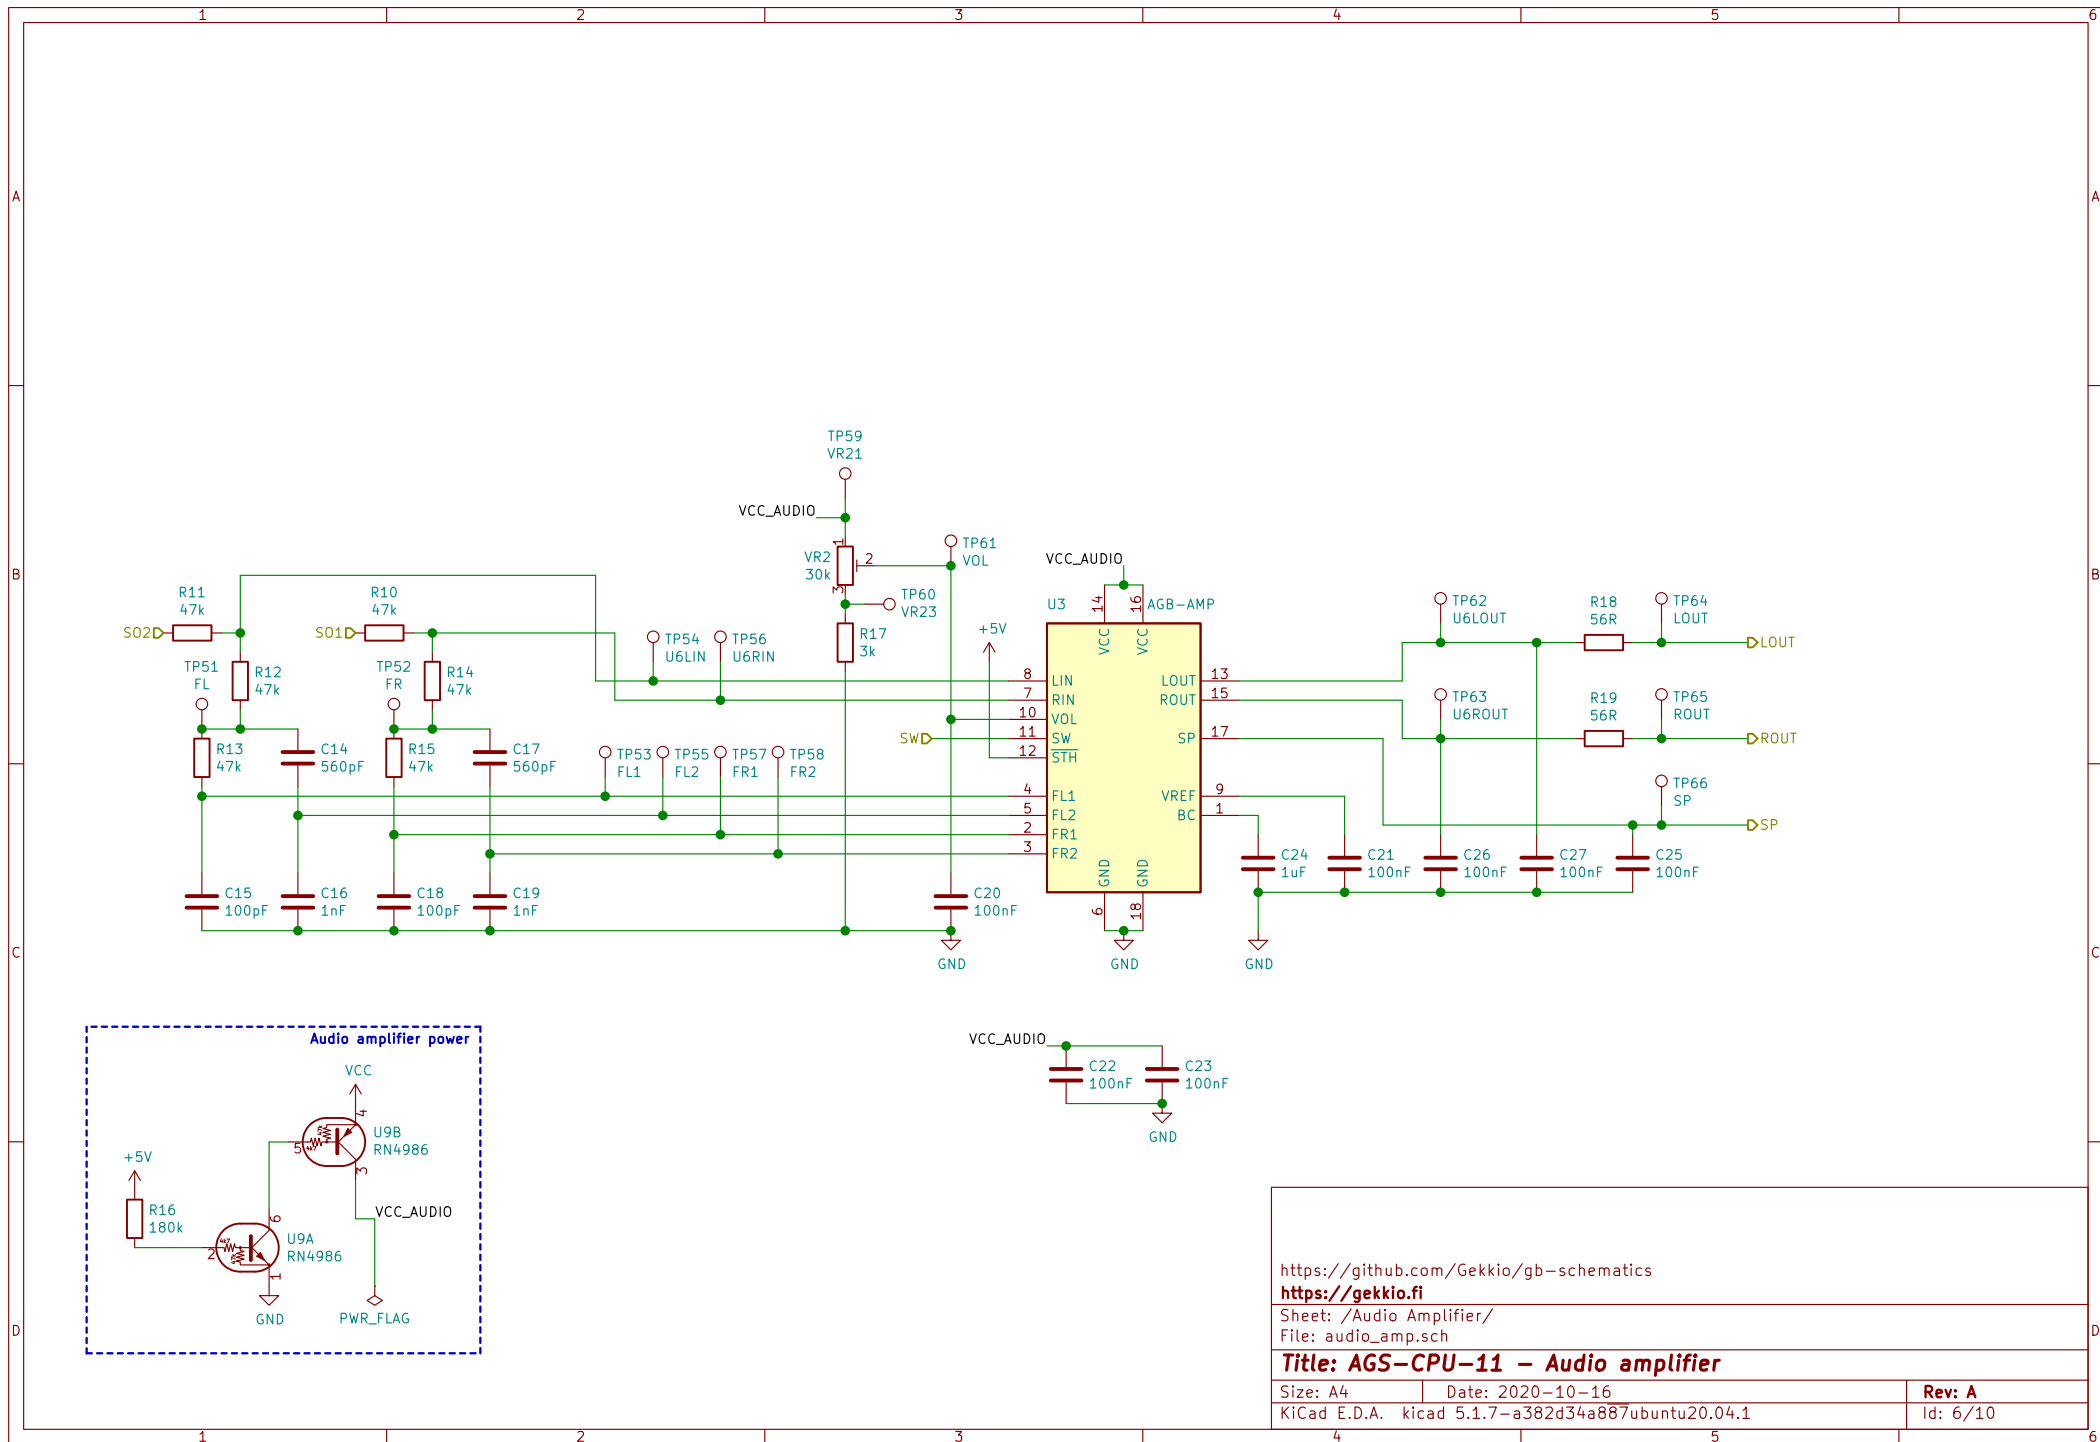 1 2 3 4 5 6
A A
TP59
VR21
VCC_AUDIO
1
VR2
30k
2
3
TP61
VOL
TP60
VR23
VCC_AUDIO
B B
R11
47k
R10
47k
SO2
SO1
TP51
FL
R12
47k
TP52
FR
R14
47k
R13
47k
C14
560pF
R15
47k
C17
560pF
TP54
U6LIN
TP56
U6RIN
R17
3k
+5V
SW
TP53
FL1
TP55
FL2
TP57
FR1
TP58
FR2
U3
AGB-AMP
14
16
VCC
VCC
8 LIN
7 RIN
10 VOL
11 SW
12 STH
4 FL1
5 FL2
2 FR1
3 FR2
LOUT 13
ROUT 15
SP 17
VREF 9
BC 1
GND
GND
6
18
TP62
U6LOUT
R18
56R
TP64
LOUT
LOUT
TP63
U6ROUT
R19
56R
TP65
ROUT
ROUT
TP66
SP
SP
C15
100pF
C16
1nF
C18
100pF
C19
1nF
C20
100nF
C24
1uF
C21
100nF
C26
100nF
C27
100nF
C25
100nF
GND
GND
GND
C C
Audio amplifier power
VCC
4
U9B
RN4986
5
47k
4k7
3
+5V
R16
180k
VCC_AUDIO
6
U9A
RN4986
2
4k7
47k
1
GND
PWR_FLAG
VCC_AUDIO
C22
100nF
C23
100nF
GND
D D
https://github.com/Gekkio/gb-schematics
https://gekkio.fi
Sheet: /Audio Amplifier/
File: audio_amp.sch
Title: AGS-CPU-11 - Audio amplifier
Size: A4 Date: 2020-10-16 Rev: A
KiCad E.D.A. kicad 5.1.7-a382d34a887ubuntu20.04.1 Id: 6/10
1 2 3 4 5 6